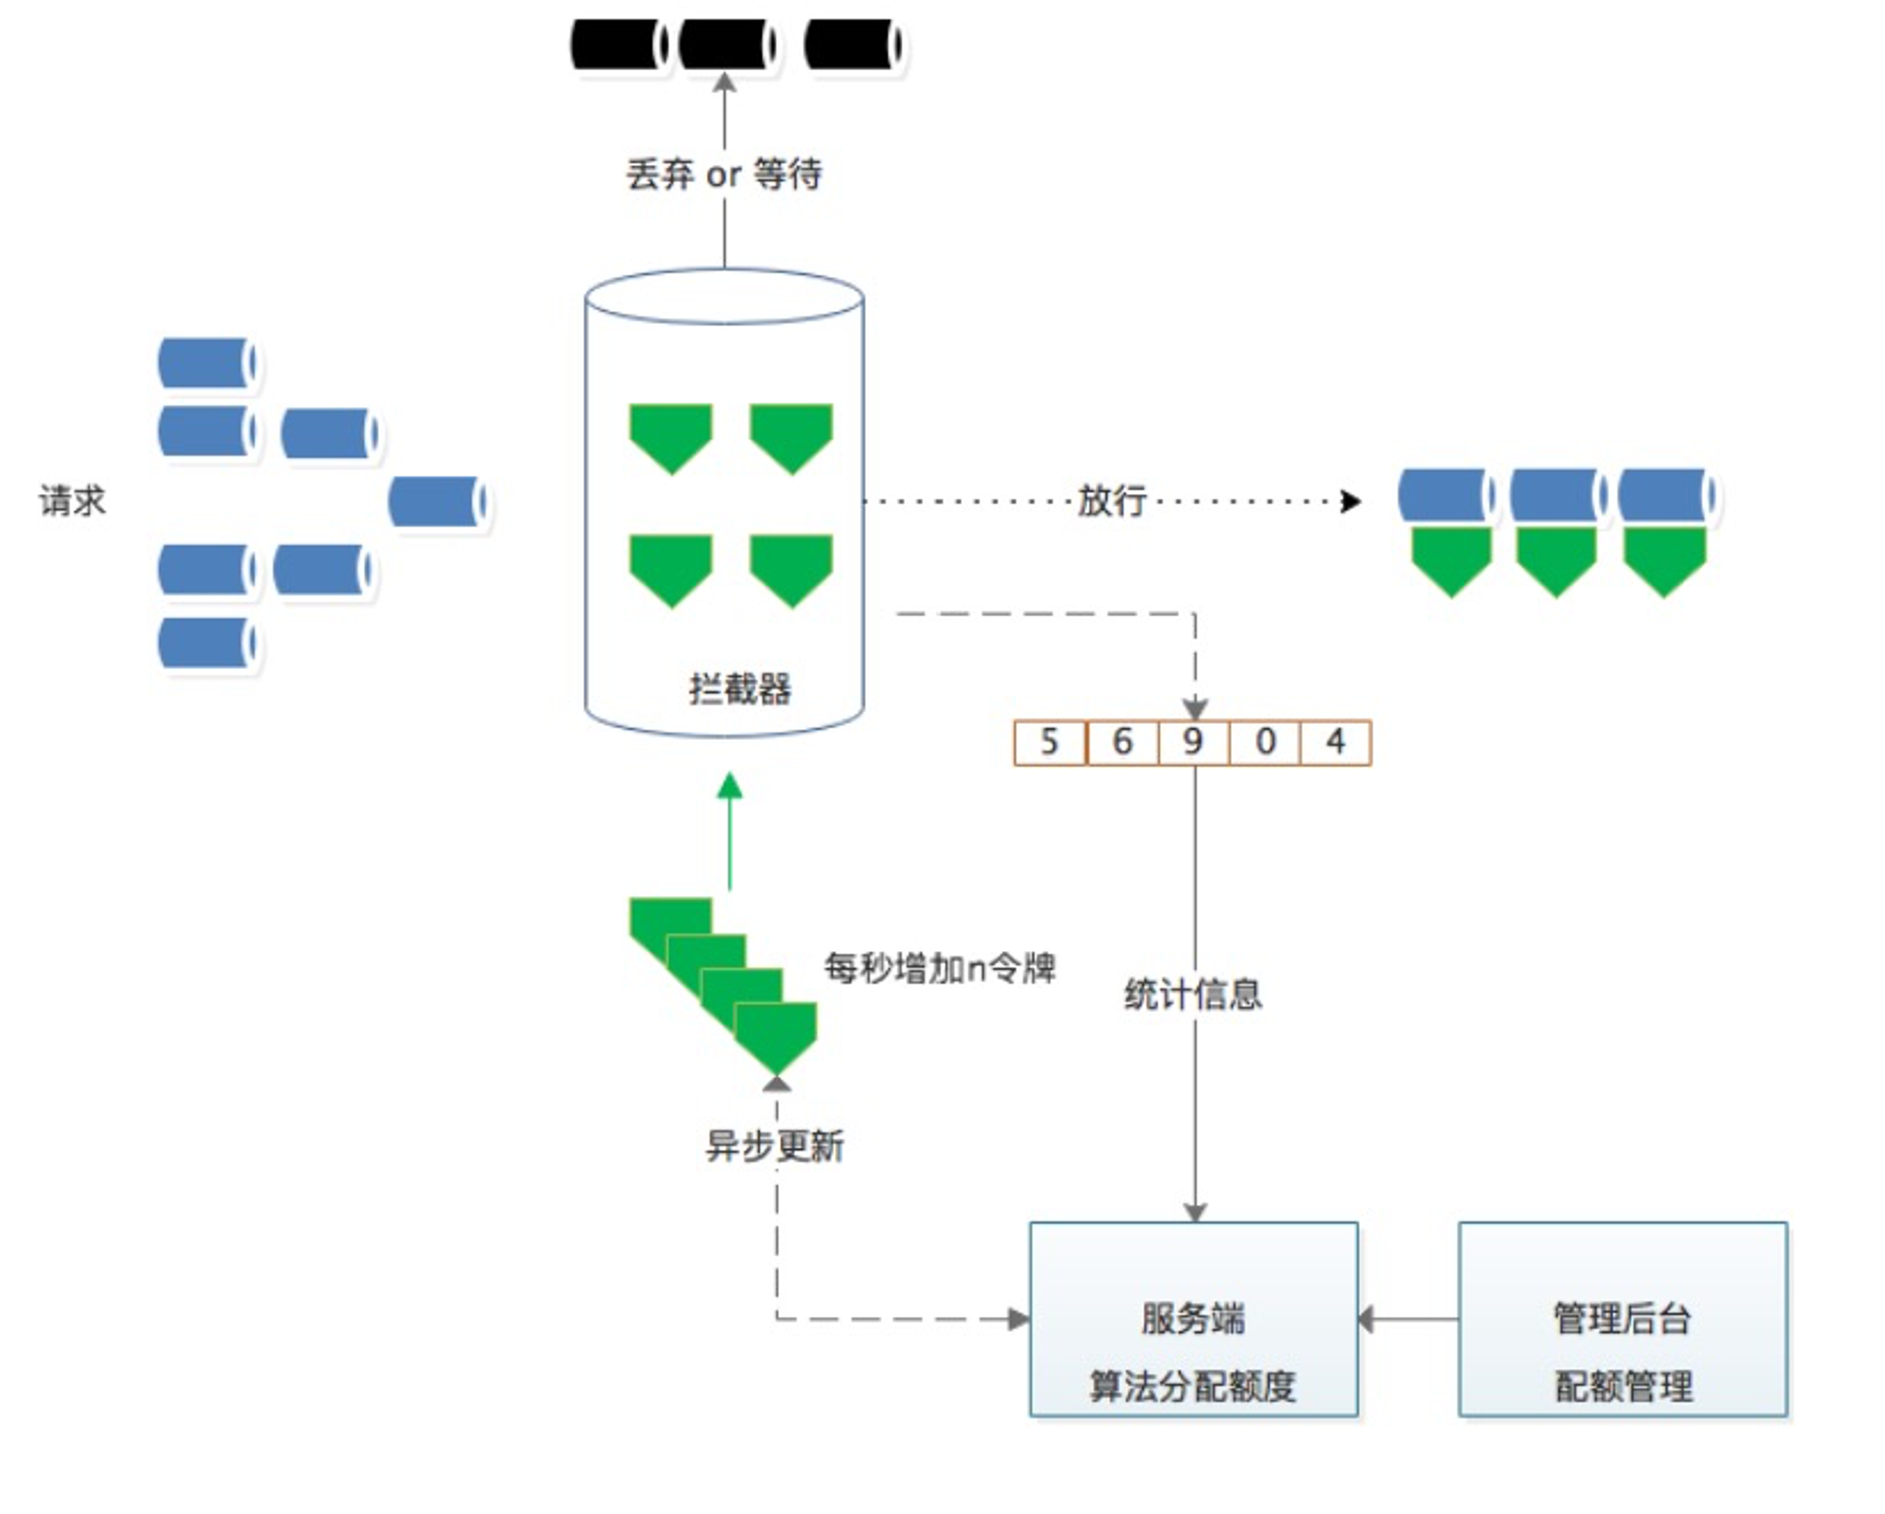 丢弃 or 等待
请求
放行
拦截器
5 6 9 0 4
每秒增加n令牌
统计信息
异步更新
服务端
算法分配额度
管理后台
配额管理